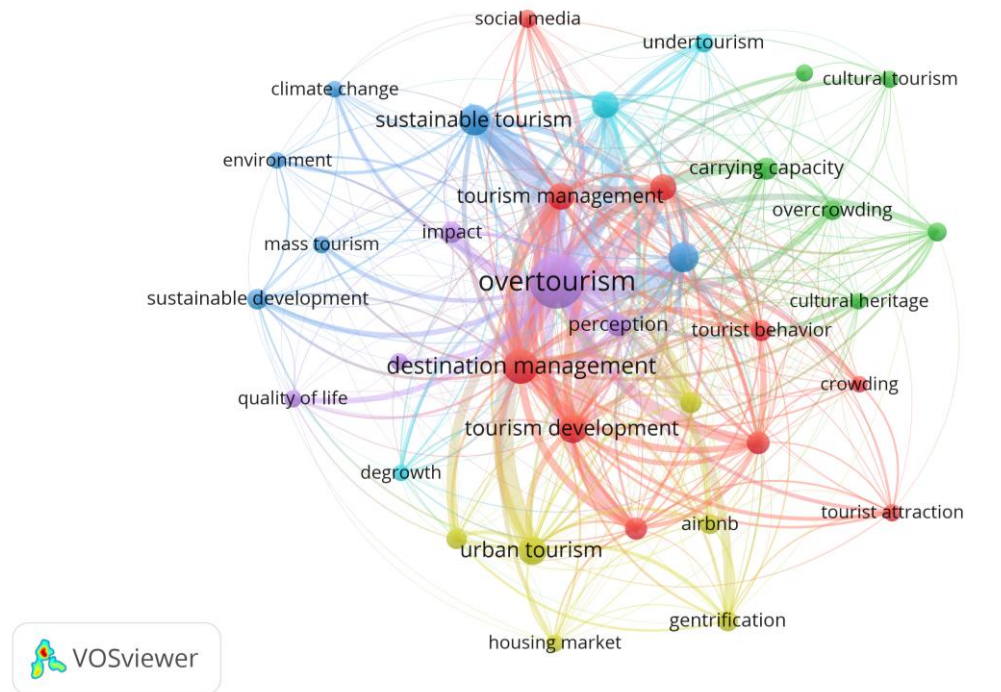 social media
undertourism
cultural tourism
climate change
sustainable tourism
environment
carrying capacity
tourism management
overcrowding
impact
mass tourism
overtourism
sustainable development
cultural heritage
perception
tourist behavior
destination management
crowding
quality of life
tourism development
degrowth
tourist attraction
airbnb
urban tourism
gentrification
housing market
VOSviewer